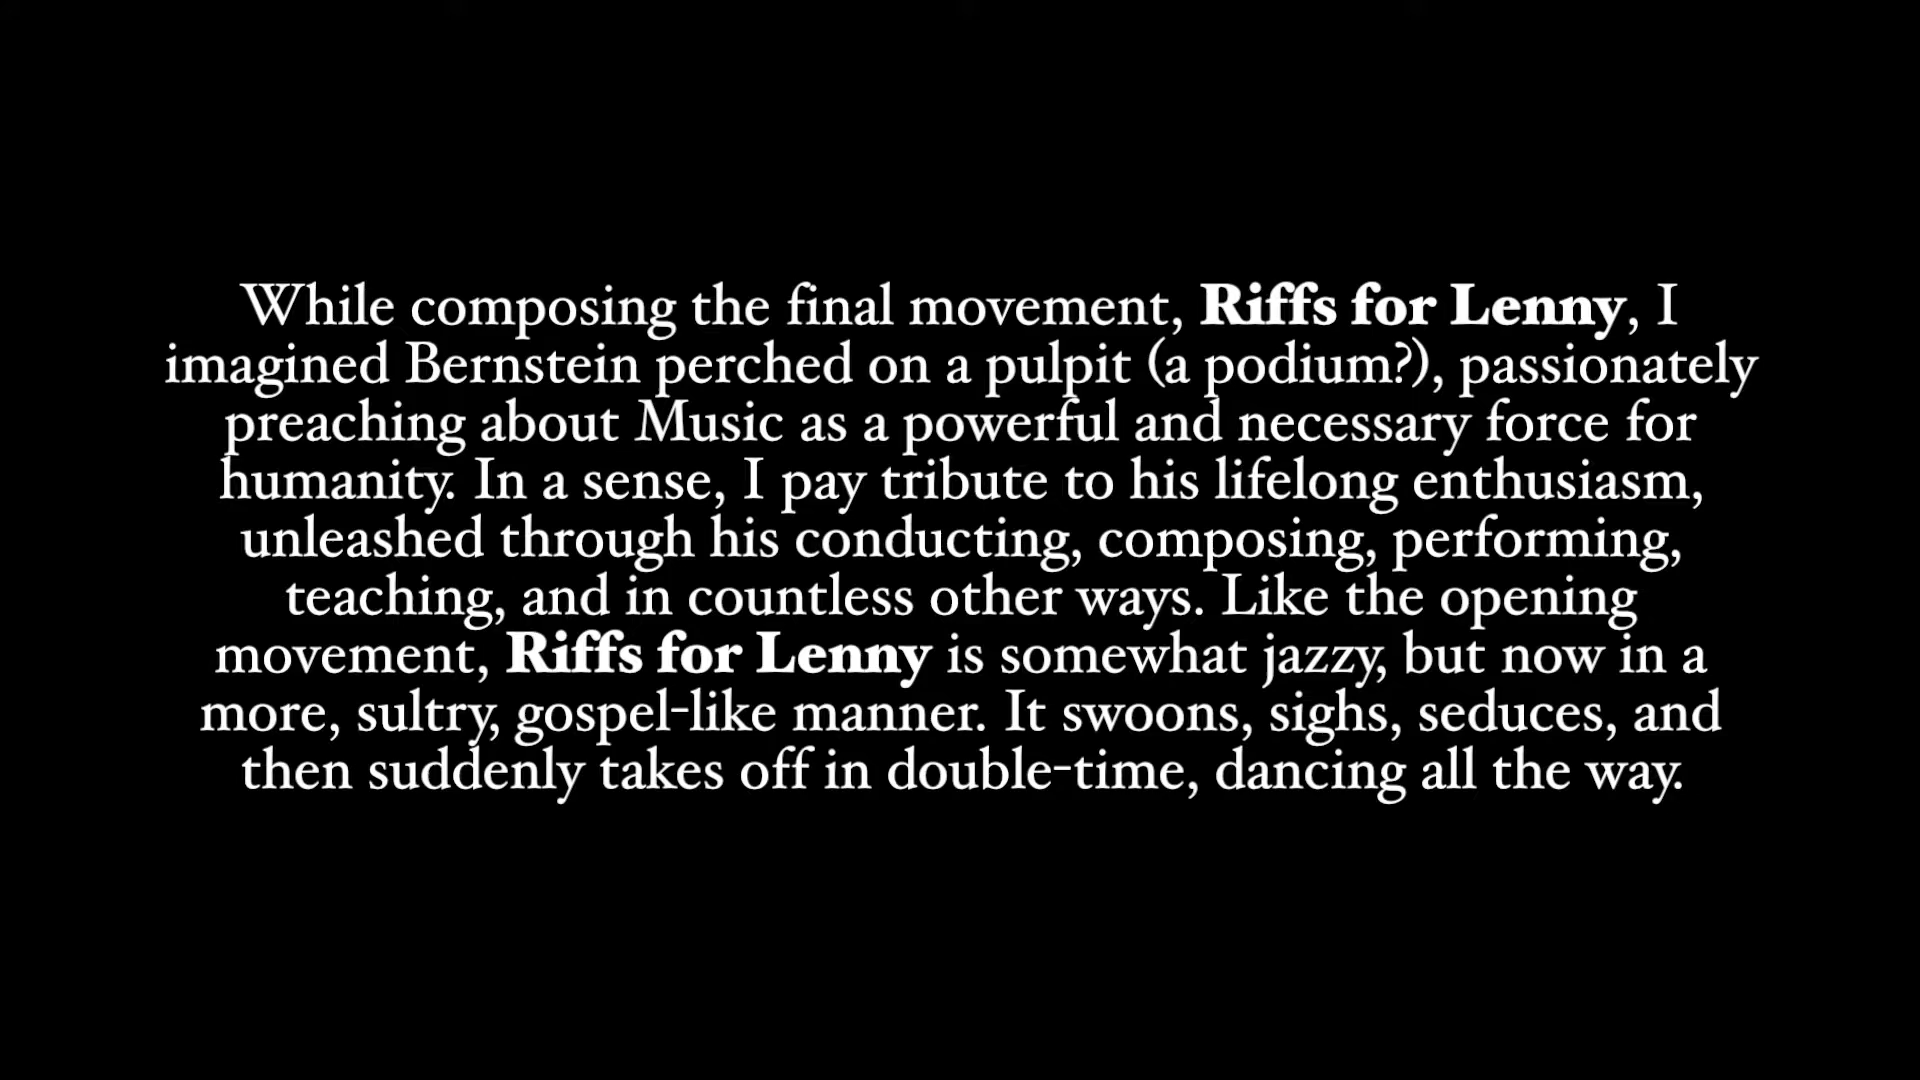 While composing the final movement, Riffs for Lenny, I
imagined Bernstein perched on a pulpit (a podium?), passionately
preaching about Music as a powerful and necessary force for
humanity. In a sense, I pay tribute to his lifelong enthusiasm,
unleashed through his conducting, composing, performing,
teaching, and in countless other ways. Like the opening
movement, Riffs for Lenny is somewhat jazzy, but now in a
more, sultry, gospel-like manner. It swoons, sighs, seduces, and
then suddenly takes off in double-time, dancing all the way.